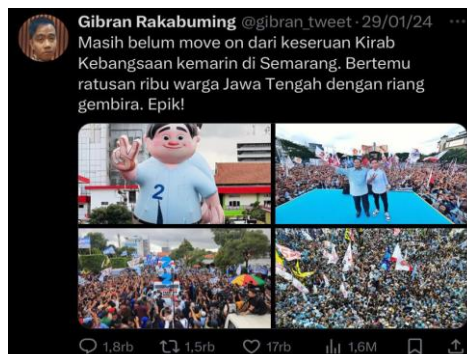 Gibran Rakabuming @gibran_tweet · 29/01/24 ···
Masih belum move on dari keseruan Kirab
Kebangsaan kemarin di Semarang. Bertemu
ratusan ribu warga Jawa Tengah dengan riang
gembira. Epik!
2
1,8rb 1,5rb 17rb 1,6M